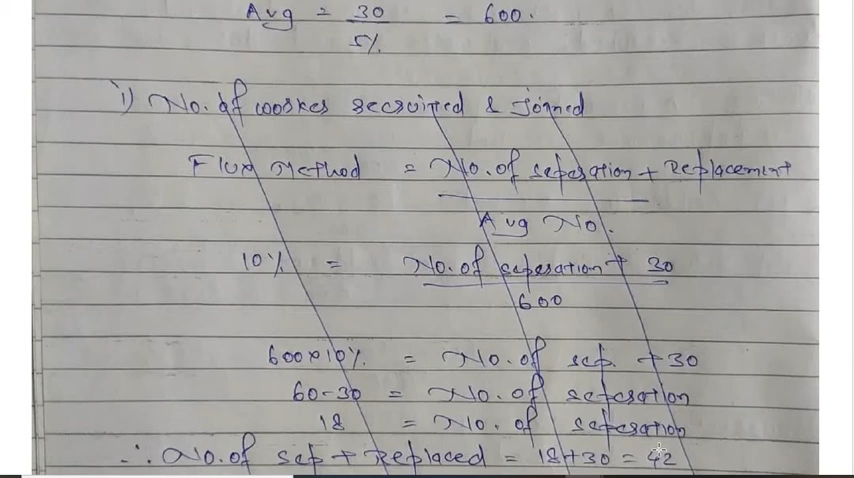 Avg = 30 / 5% = 600.
i) No. of workes recruited & Joined
Flux method = No. of seperation + Replacement
Avg No.
10% = No. of seperation + 30
600
600x10% = No. of sep. + 30
60-30 = No. of seperation
18 = No. of seperation
∴ No. of sep + Replaced = 18+30 = 42